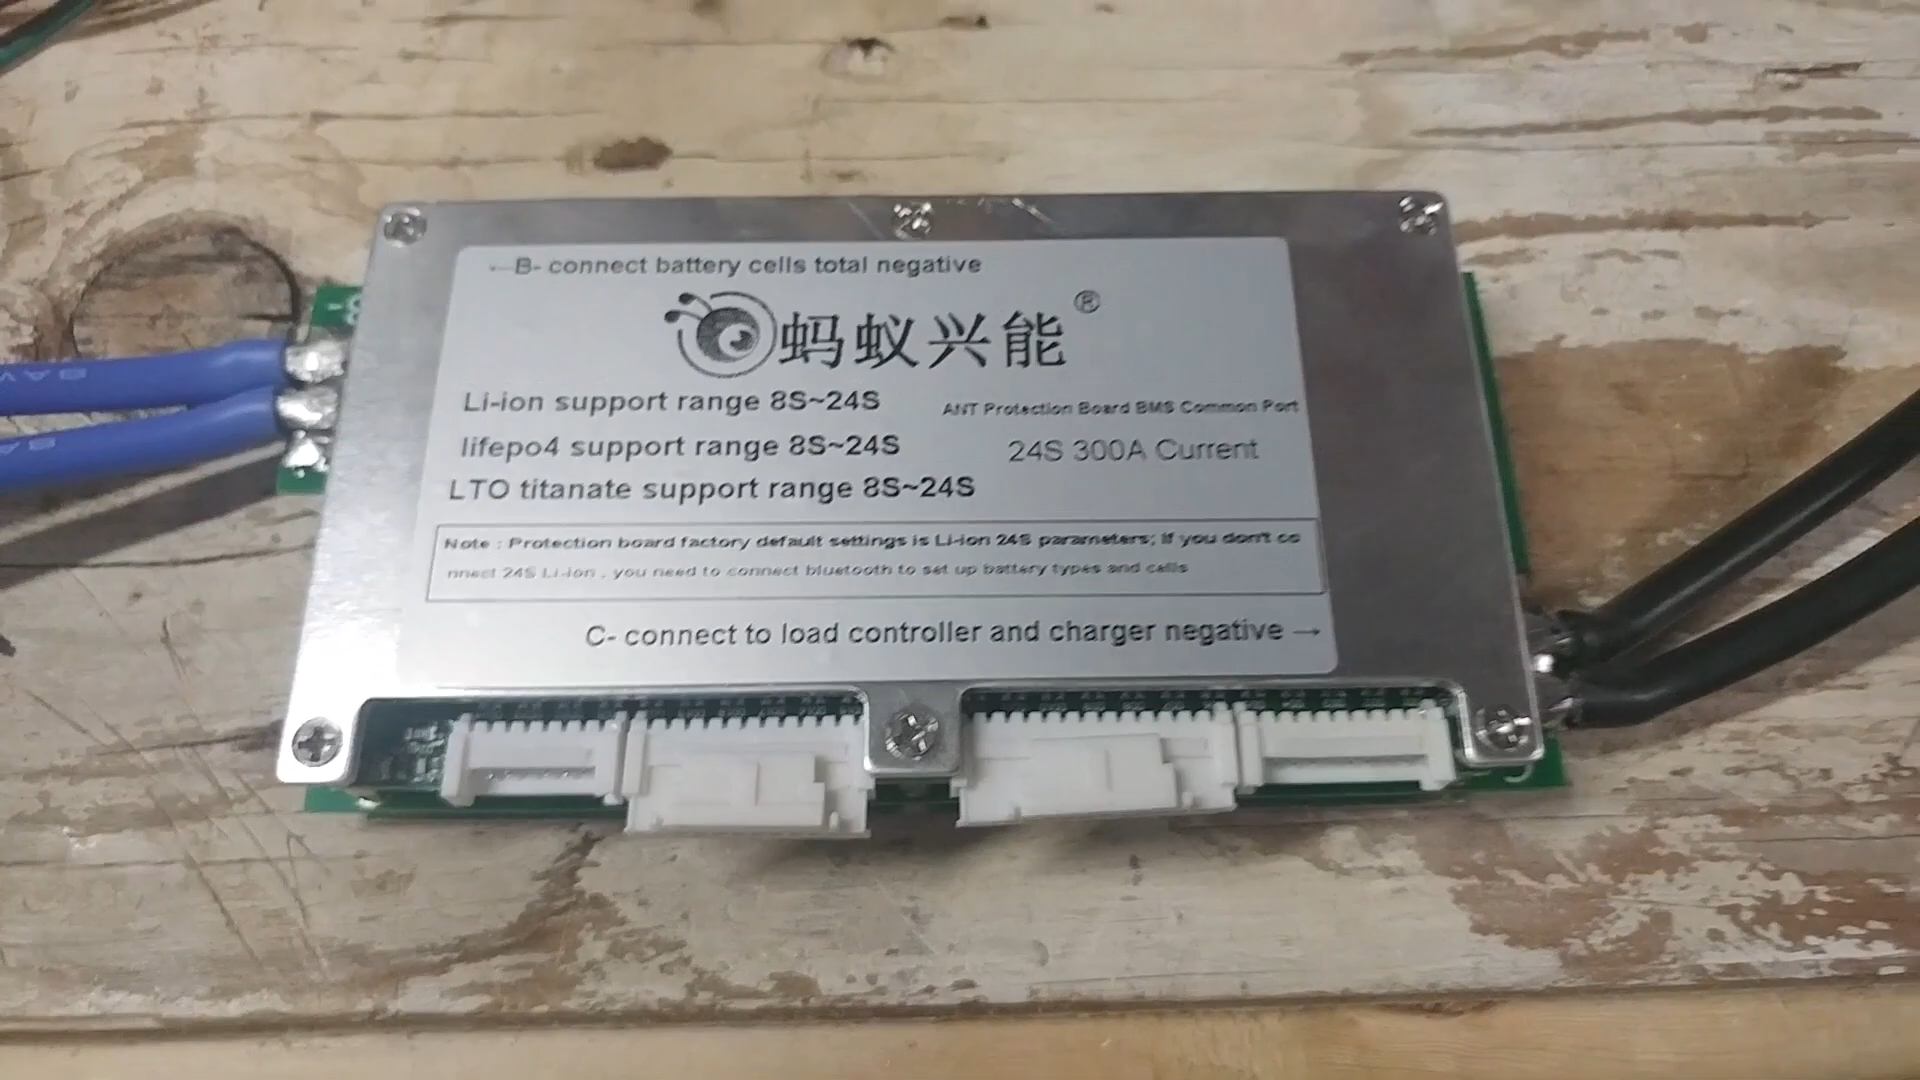 ←B- connect battery cells total negative
蚂蚁兴能®
Li-ion support range 8S~24S
ANT Protection Board BMS Common Port
lifepo4 support range 8S~24S
24S 300A Current
LTO titanate support range 8S~24S
Note : Protection board factory default settings is Li-ion 24S parameters; If you don't co
nnect 24S Li-ion , you need to connect bluetooth to set up battery types and cells
C- connect to load controller and charger negative →